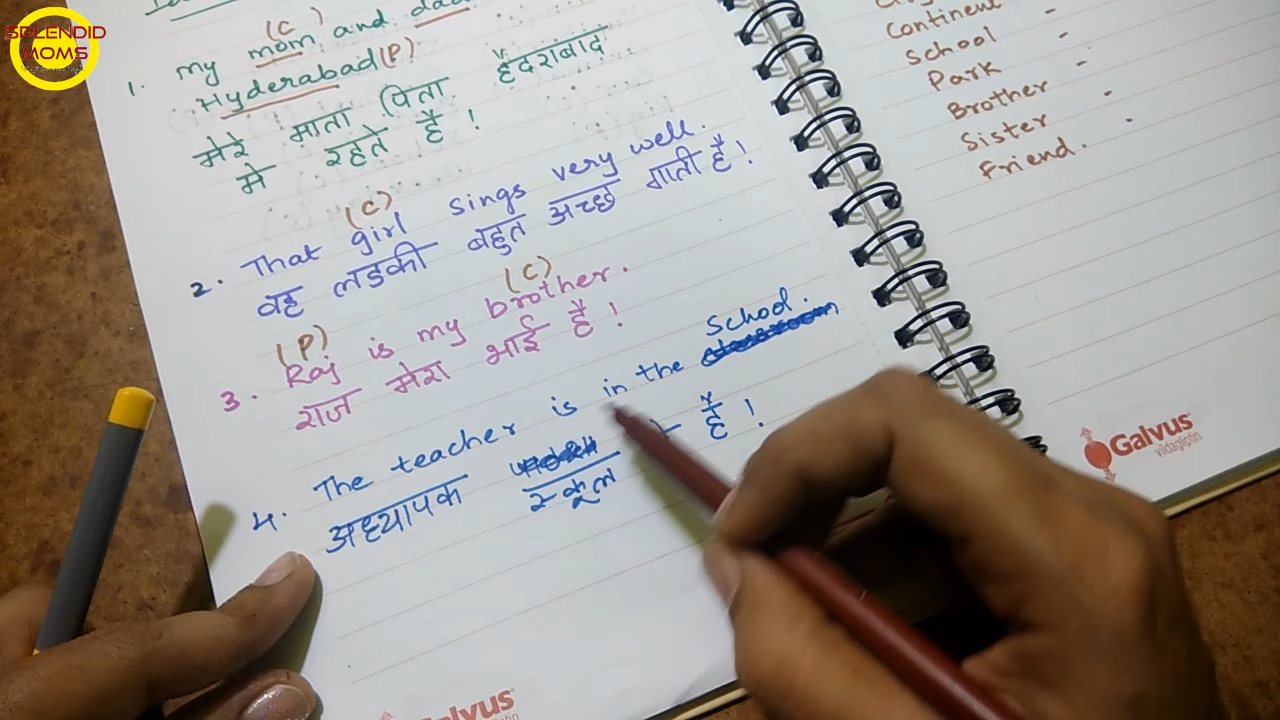 SPLENDID
MOMS
(C)
1. My mom and dad
Hyderabad (P)
मेरे माता पिता हैदराबाद
मे रहते है !
(C)
2. That girl sings very well.
वह लडकी बहुत अच्छे गाती है !
(P) (C)
3. Raj is my brother.
राज मेरा भाई है !
4. The teacher is in the School.
अध्यापक है !
स्कूल
Continent -
School -
Park -
Brother -
Sister -
Friend. -
Galvus
vildagliptin
Galvus